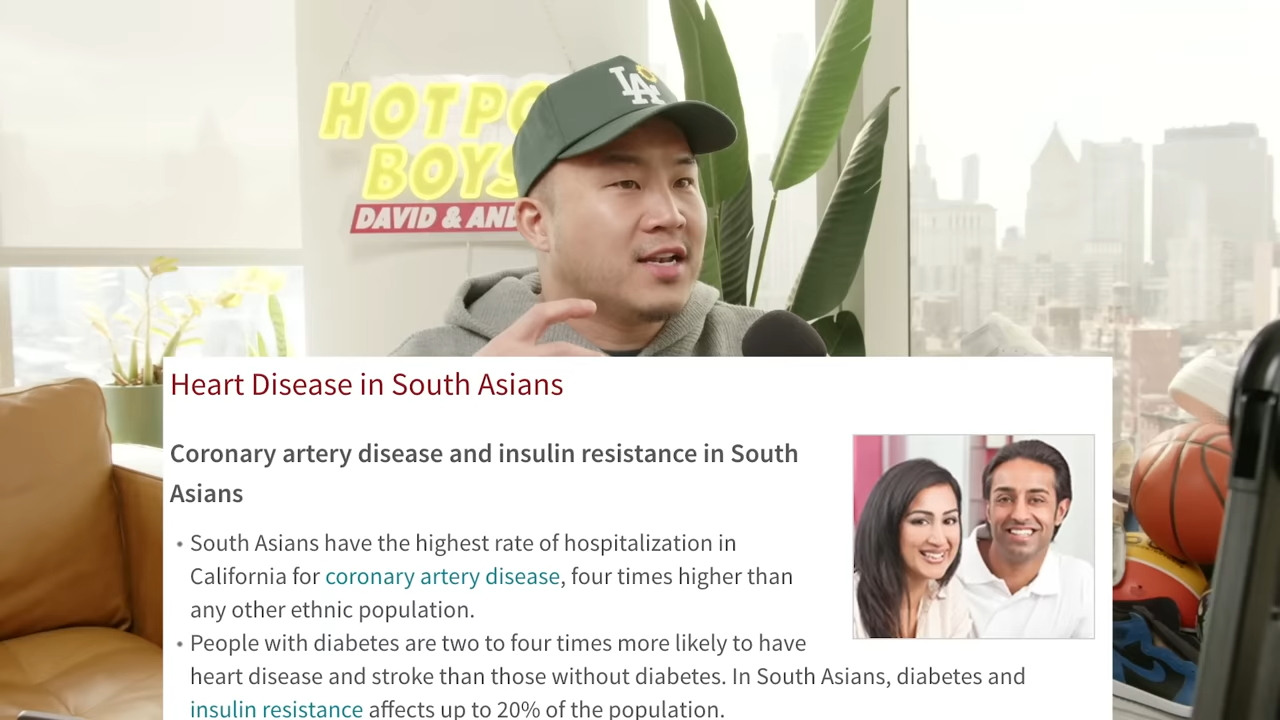 HOTPO
BOYS
DAVID & AND
LA
Heart Disease in South Asians
Coronary artery disease and insulin resistance in South
Asians
• South Asians have the highest rate of hospitalization in
California for coronary artery disease, four times higher than
any other ethnic population.
• People with diabetes are two to four times more likely to have
heart disease and stroke than those without diabetes. In South Asians, diabetes and
insulin resistance affects up to 20% of the population.